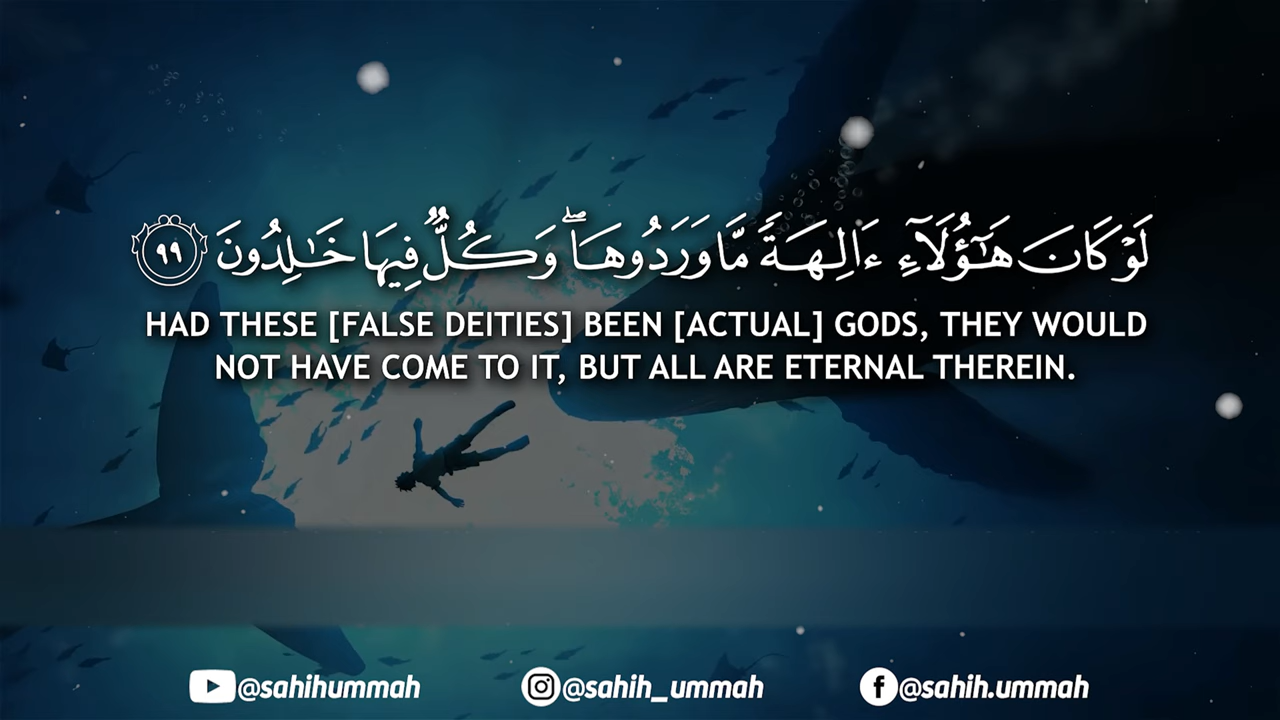 لَوْ كَانَ هَـٰٓؤُلَآءِ ءَالِهَةً مَّا وَرَدُوهَا ۖ وَكُلٌّ فِيهَا خَـٰلِدُونَ ٩٩
HAD THESE [FALSE DEITIES] BEEN [ACTUAL] GODS, THEY WOULD
NOT HAVE COME TO IT, BUT ALL ARE ETERNAL THEREIN.
@sahihummah @sahih_ummah @sahih.ummah